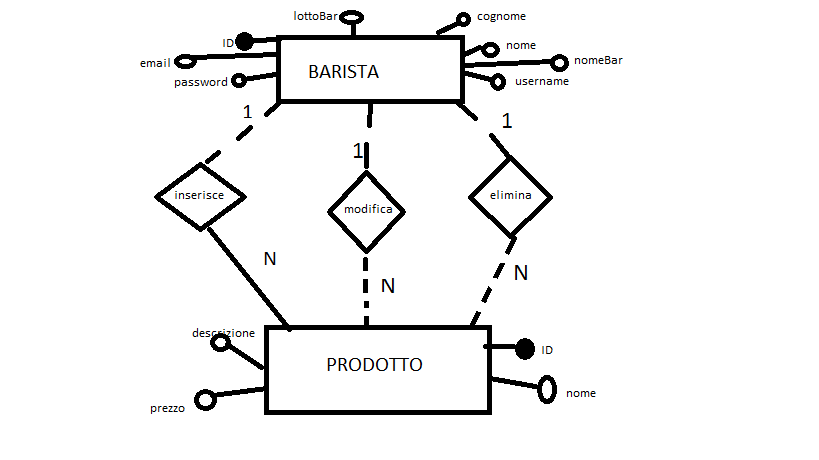 lottoBar
cognome
ID
nome
email
nomeBar
BARISTA
password
username
1
1
1
inserisce
modifica
elimina
N
N
N
descrizione
ID
PRODOTTO
prezzo
nome